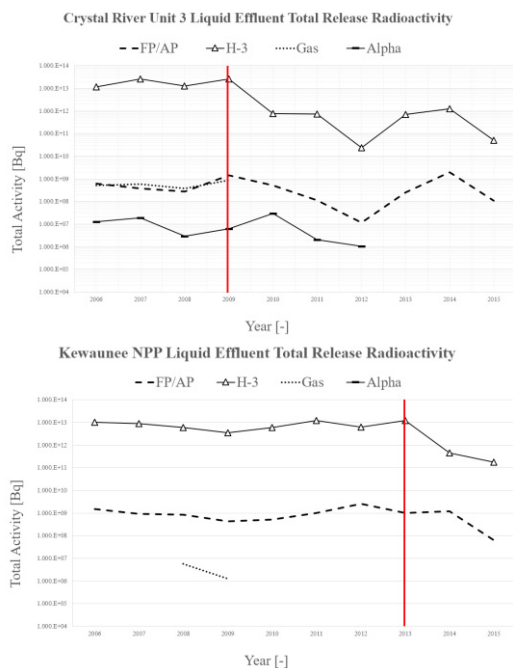 Crystal River Unit 3 Liquid Effluent Total Release Radioactivity
FP/AP H-3 Gas Alpha
Total Activity [Bq]
1.000.E+14
1.000.E+13
1.000.E+12
1.000.E+11
1.000.E+10
1.000.E+09
1.000.E+08
1.000.E+07
1.000.E+06
1.000.E+05
1.000.E+04
2006 2007 2008 2009 2010 2011 2012 2013 2014 2015
Year [-]
Kewaunee NPP Liquid Effluent Total Release Radioactivity
FP/AP H-3 Gas Alpha
Total Activity [Bq]
1.000.E+14
1.000.E+13
1.000.E+12
1.000.E+11
1.000.E+10
1.000.E+09
1.000.E+08
1.000.E+07
1.000.E+06
1.000.E+05
1.000.E+04
2006 2007 2008 2009 2010 2011 2012 2013 2014 2015
Year [-]